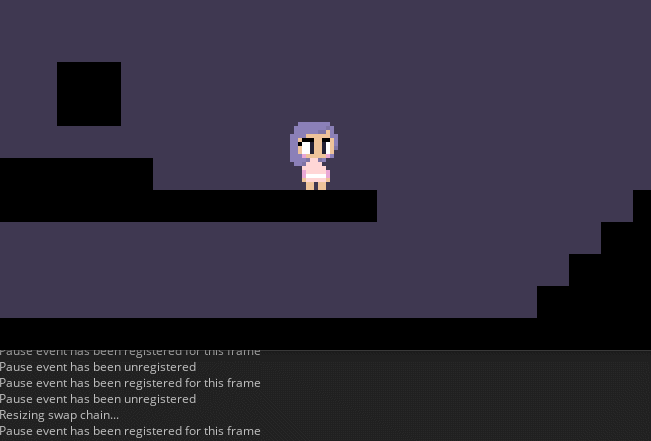 Pause event has been registered for this frame
Pause event has been unregistered
Pause event has been registered for this frame
Pause event has been unregistered
Resizing swap chain...
Pause event has been registered for this frame